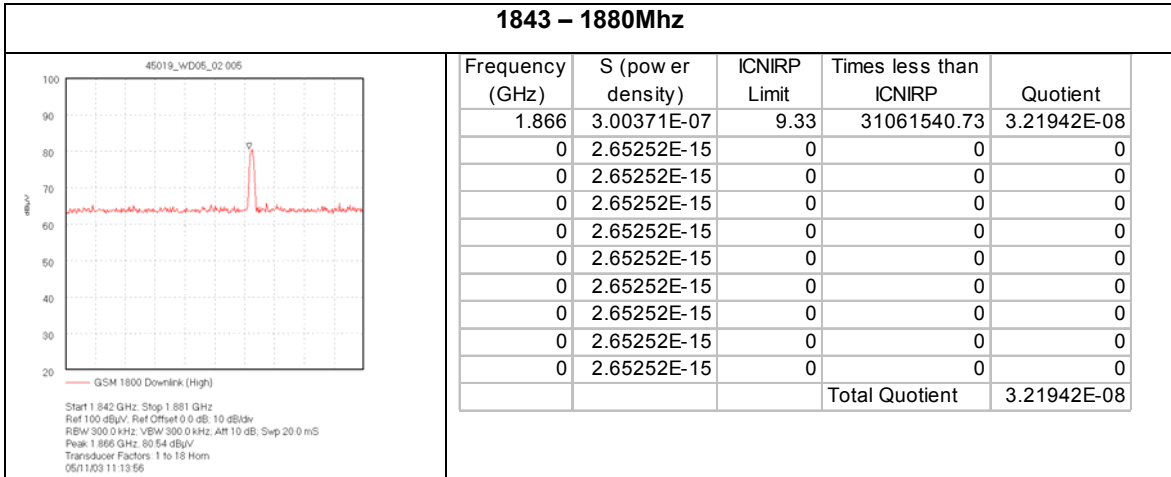 1843 – 1880Mhz
45019_WD05_02 005
100
90
80
70
60
50
40
30
20
dBµV
GSM 1800 Downlink (High)
Start 1.842 GHz; Stop 1.881 GHz
Ref 100 dBµV; Ref Offset 0.0 dB; 10 dB/div
RBW 300.0 kHz; VBW 300.0 kHz; Att 10 dB; Swp 20.0 mS
Peak 1.866 GHz, 80.54 dBµV
Transducer Factors: 1 to 18 Horn
05/11/03 11:13:56
Frequency (GHz) S (pow er density) ICNIRP Limit Times less than ICNIRP Quotient
1.866 3.00371E-07 9.33 31061540.73 3.21942E-08
0 2.65252E-15 0 0 0
0 2.65252E-15 0 0 0
0 2.65252E-15 0 0 0
0 2.65252E-15 0 0 0
0 2.65252E-15 0 0 0
0 2.65252E-15 0 0 0
0 2.65252E-15 0 0 0
0 2.65252E-15 0 0 0
0 2.65252E-15 0 0 0
Total Quotient 3.21942E-08